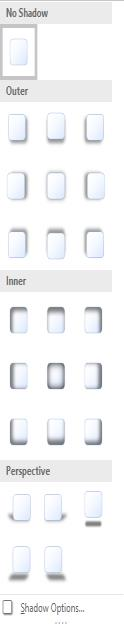 No Shadow
Outer
Inner
Perspective
Shadow Options...